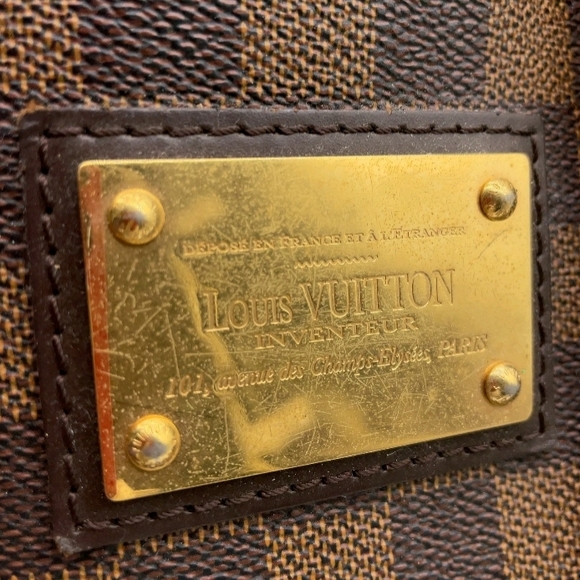 DÉPOSÉ EN FRANCE ET À L'ÉTRANGER
LOUIS VUITTON
INVENTEUR
101, avenue des Champs-Elysées, PARIS